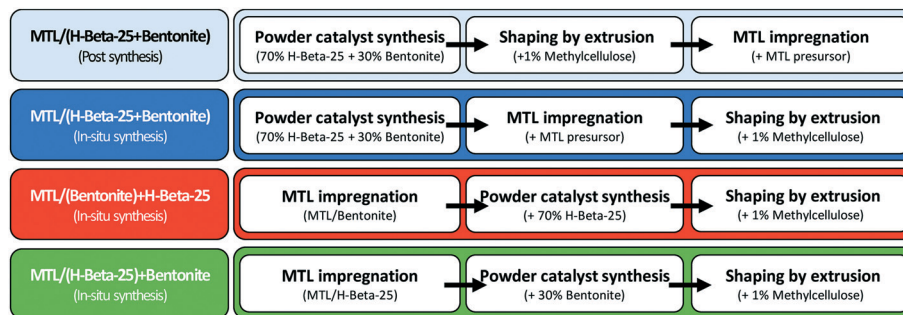 MTL/(H-Beta-25+Bentonite)
(Post synthesis)
Powder catalyst synthesis
(70% H-Beta-25 + 30% Bentonite)
Shaping by extrusion
(+1% Methylcellulose)
MTL impregnation
(+ MTL presursor)
MTL/(H-Beta-25+Bentonite)
(In-situ synthesis)
Powder catalyst synthesis
(70% H-Beta-25 + 30% Bentonite)
MTL impregnation
(+ MTL presursor)
Shaping by extrusion
(+ 1% Methylcellulose)
MTL/(Bentonite)+H-Beta-25
(In-situ synthesis)
MTL impregnation
(MTL/Bentonite)
Powder catalyst synthesis
(+ 70% H-Beta-25)
Shaping by extrusion
(+ 1% Methylcellulose)
MTL/(H-Beta-25)+Bentonite
(In-situ synthesis)
MTL impregnation
(MTL/H-Beta-25)
Powder catalyst synthesis
(+ 30% Bentonite)
Shaping by extrusion
(+ 1% Methylcellulose)